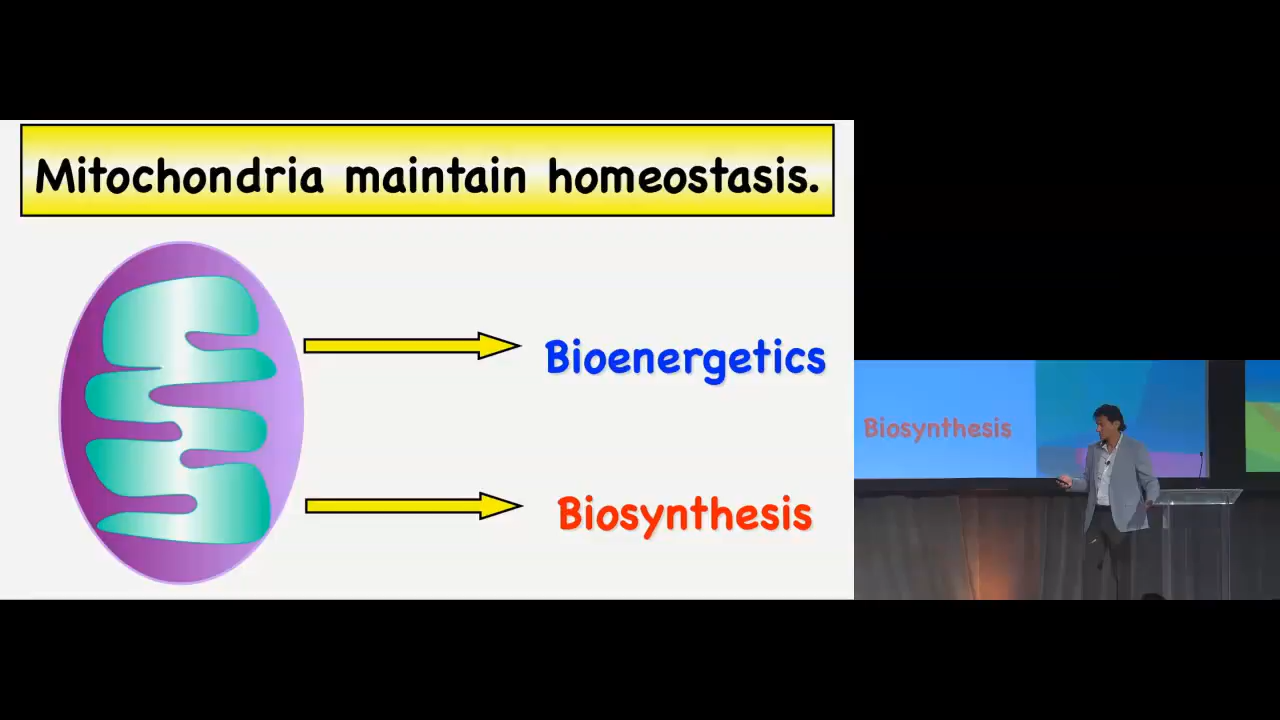 Mitochondria maintain homeostasis.
Bioenergetics
Biosynthesis
Biosynthesis